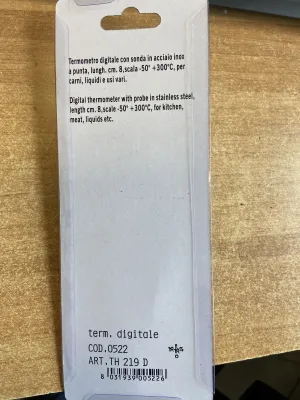 Termometro digitale con sonda in acciaio inox
a punta, lungh. cm. 8,scala -50° +300°C, per
carni, liquidi e usi vari.
Digital thermometer with probe in stainless steel,
length cm. 8,scale -50° +300°C, for kitchen,
meat, liquids etc.
term. digitale
COD.0522
ART.TH 219 D
8 031939 005226